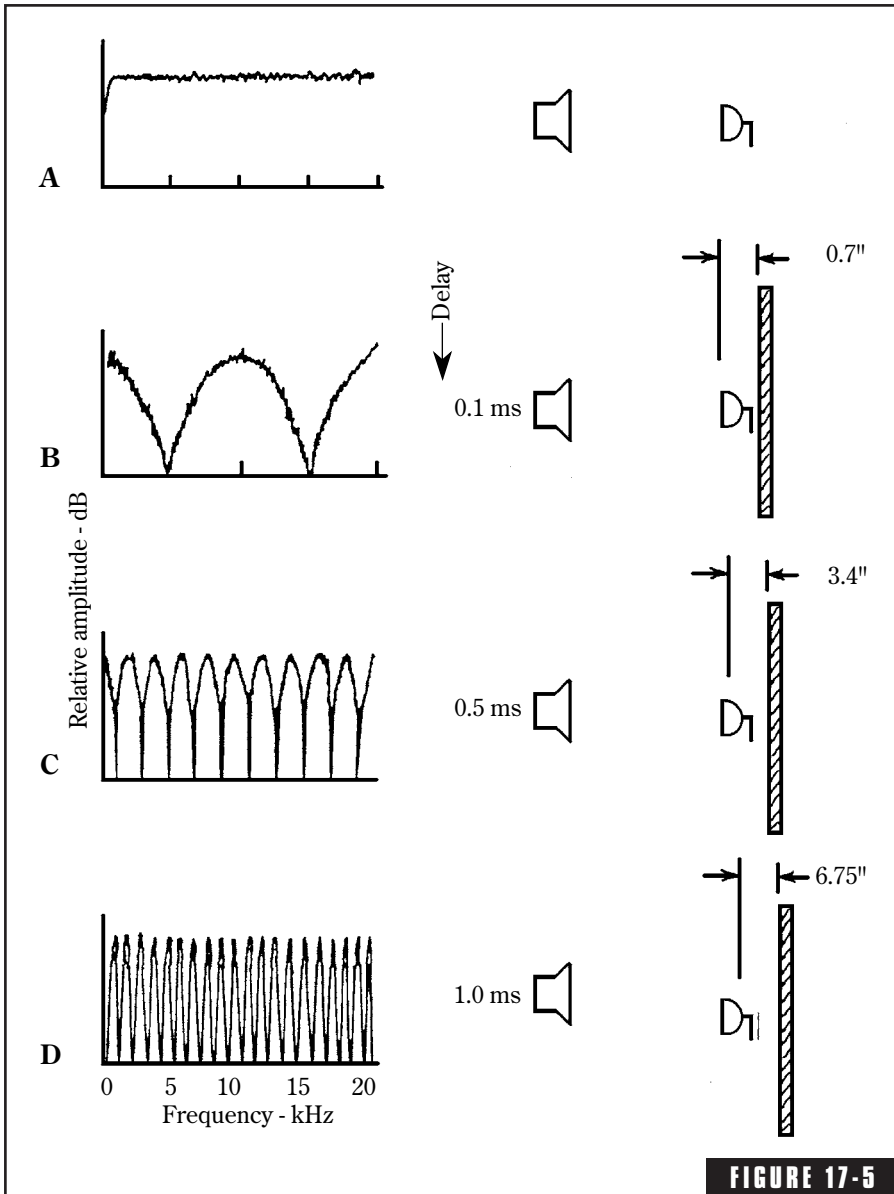 A
0.7"
Delay
0.1 ms
B
Relative amplitude - dB
3.4"
0.5 ms
C
6.75"
1.0 ms
D
0 5 10 15 20
Frequency - kHz
FIGURE 17-5